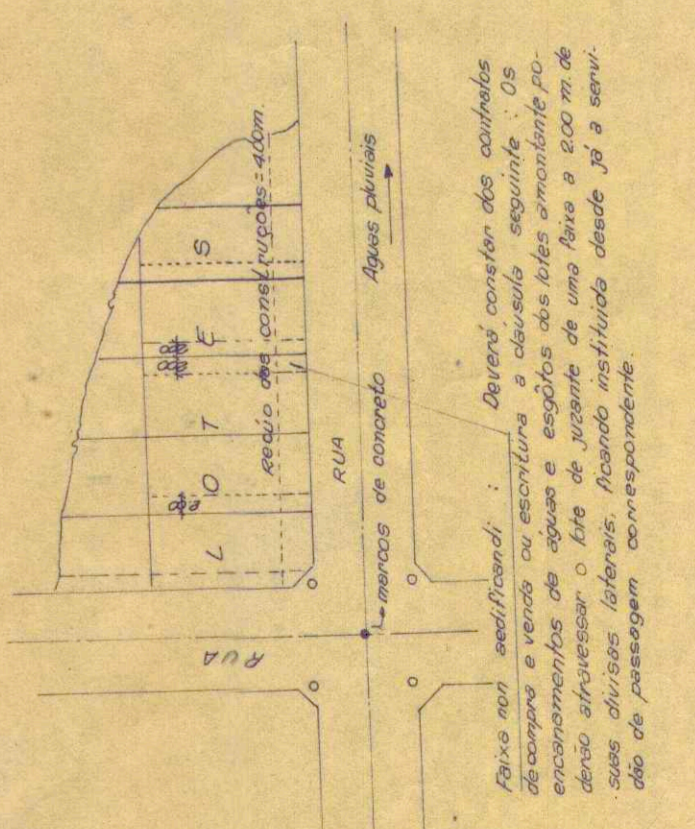 L O T E S
Recúo das construções = 4.00m.
RUA
Aguas pluviais
marcos de concreto
RUA
Faixa non aedificandi : Deverá constar dos contratos
de compra e venda ou escritura a clausula seguinte : Os
encanamentos de águas e esgôtos dos lotes a montante po-
derão atravessar o lote de juzante de uma faixa a 2.00 m. de
suas divisas laterais, ficando instituida desde já a servi-
dão de passagem correspondente.